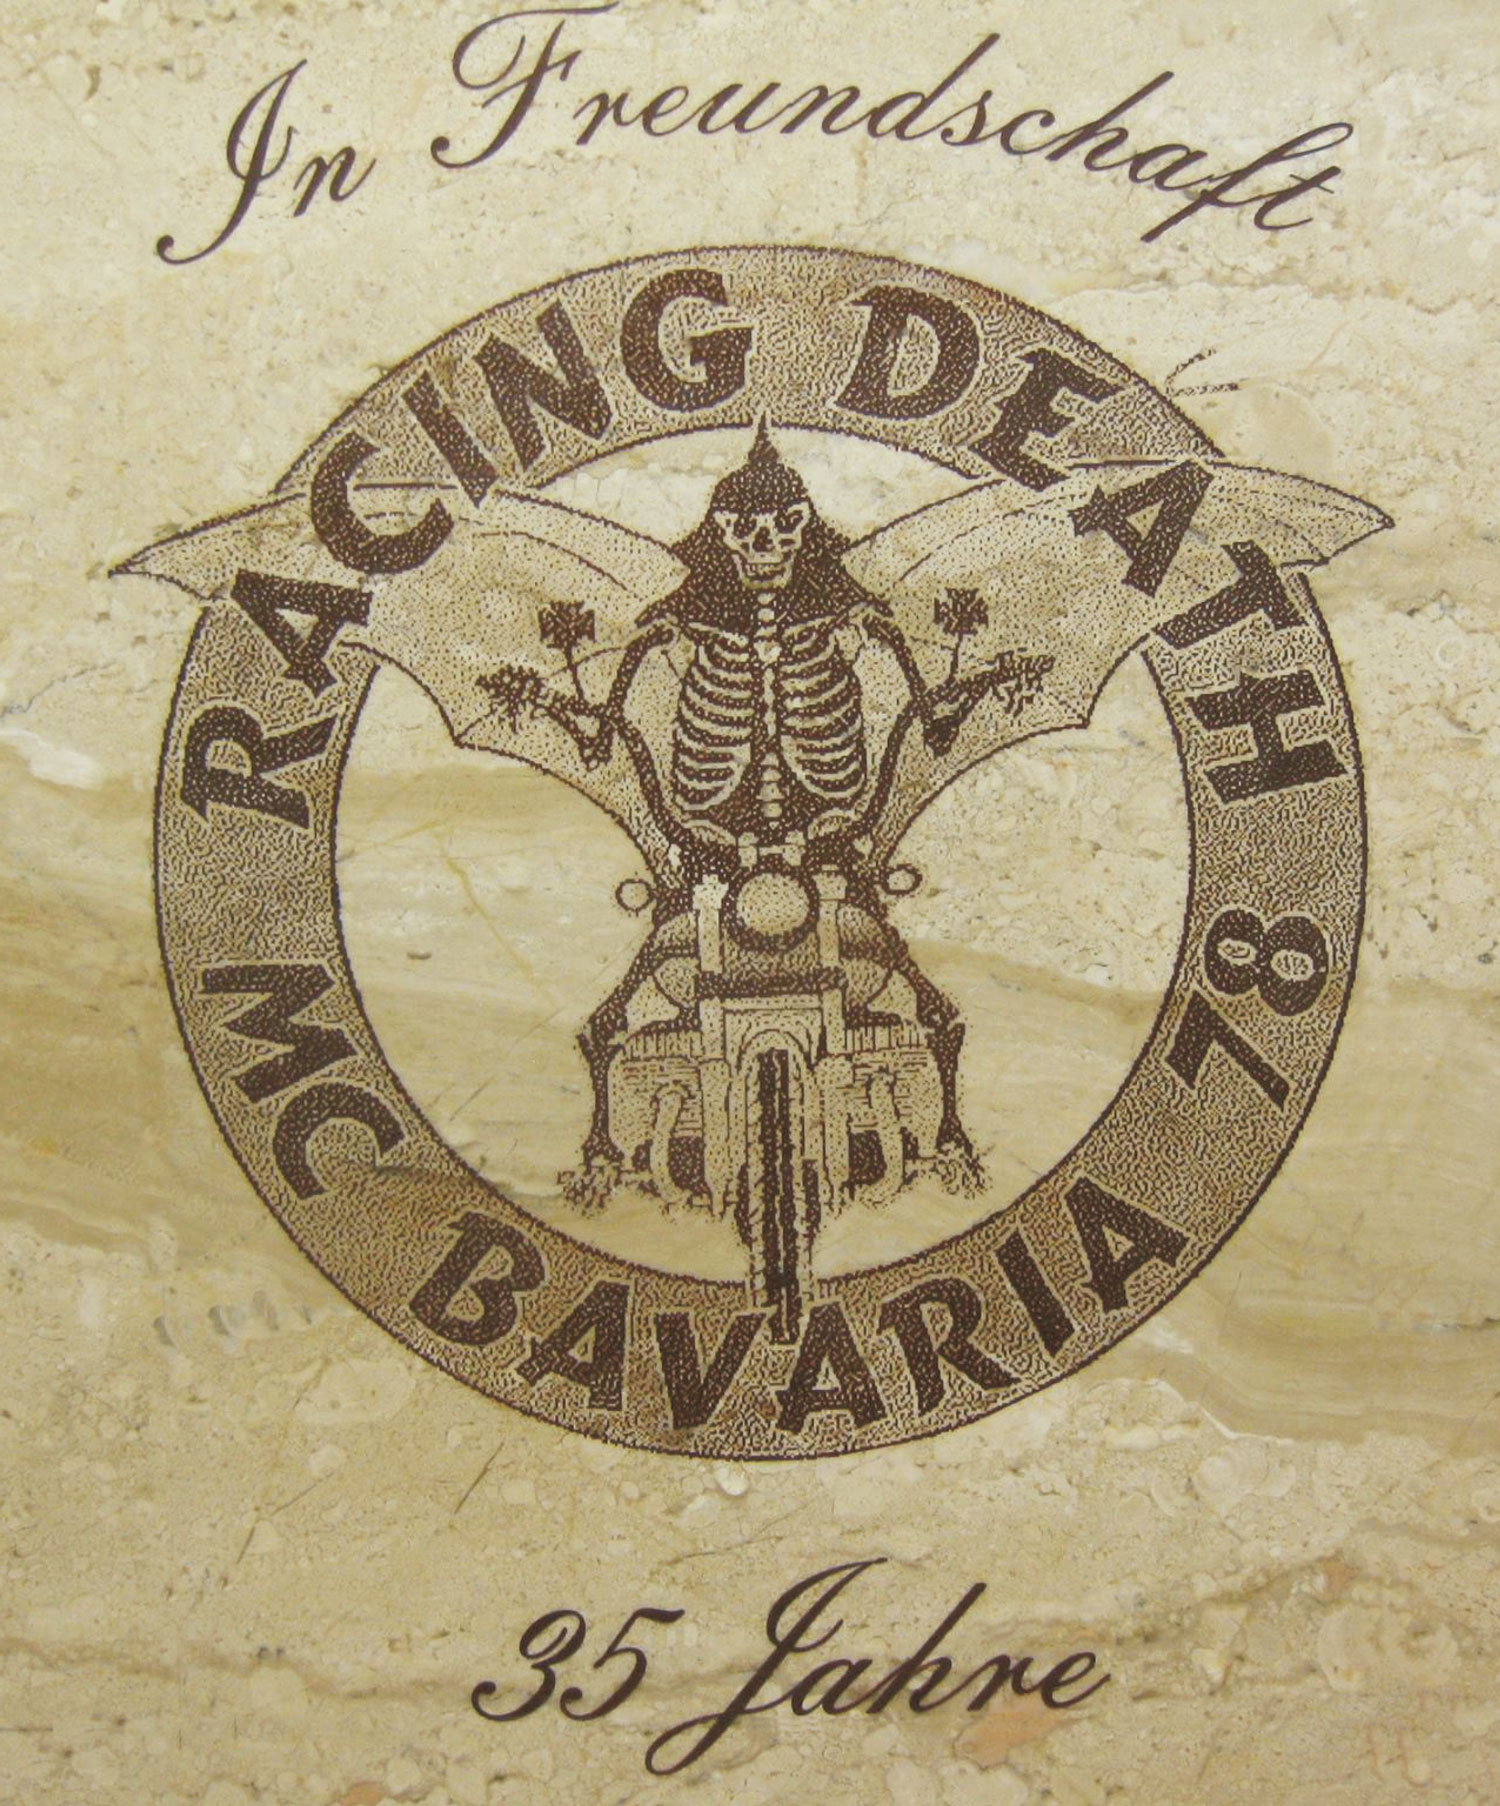 In Freundschaft
RACING DEATH 78
MC BAVARIA
35 Jahre